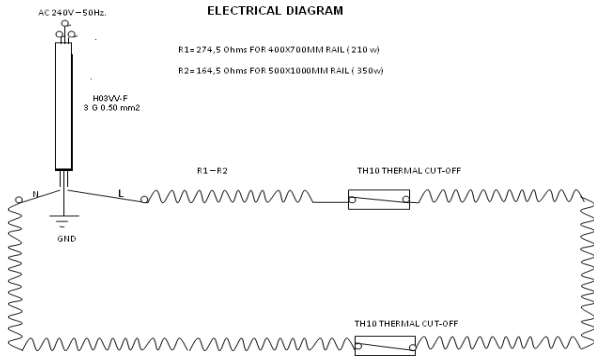 ELECTRICAL DIAGRAM
AC 240V-50Hz.
R1= 274,5 Ohms FOR 400X700MM RAIL ( 210 w)
R2= 164,5 Ohms FOR 500X1000MM RAIL ( 350w)
H03VV-F
3 G 0.50 mm2
R1-R2
TH10 THERMAL CUT-OFF
N
L
GND
TH10 THERMAL CUT-OFF